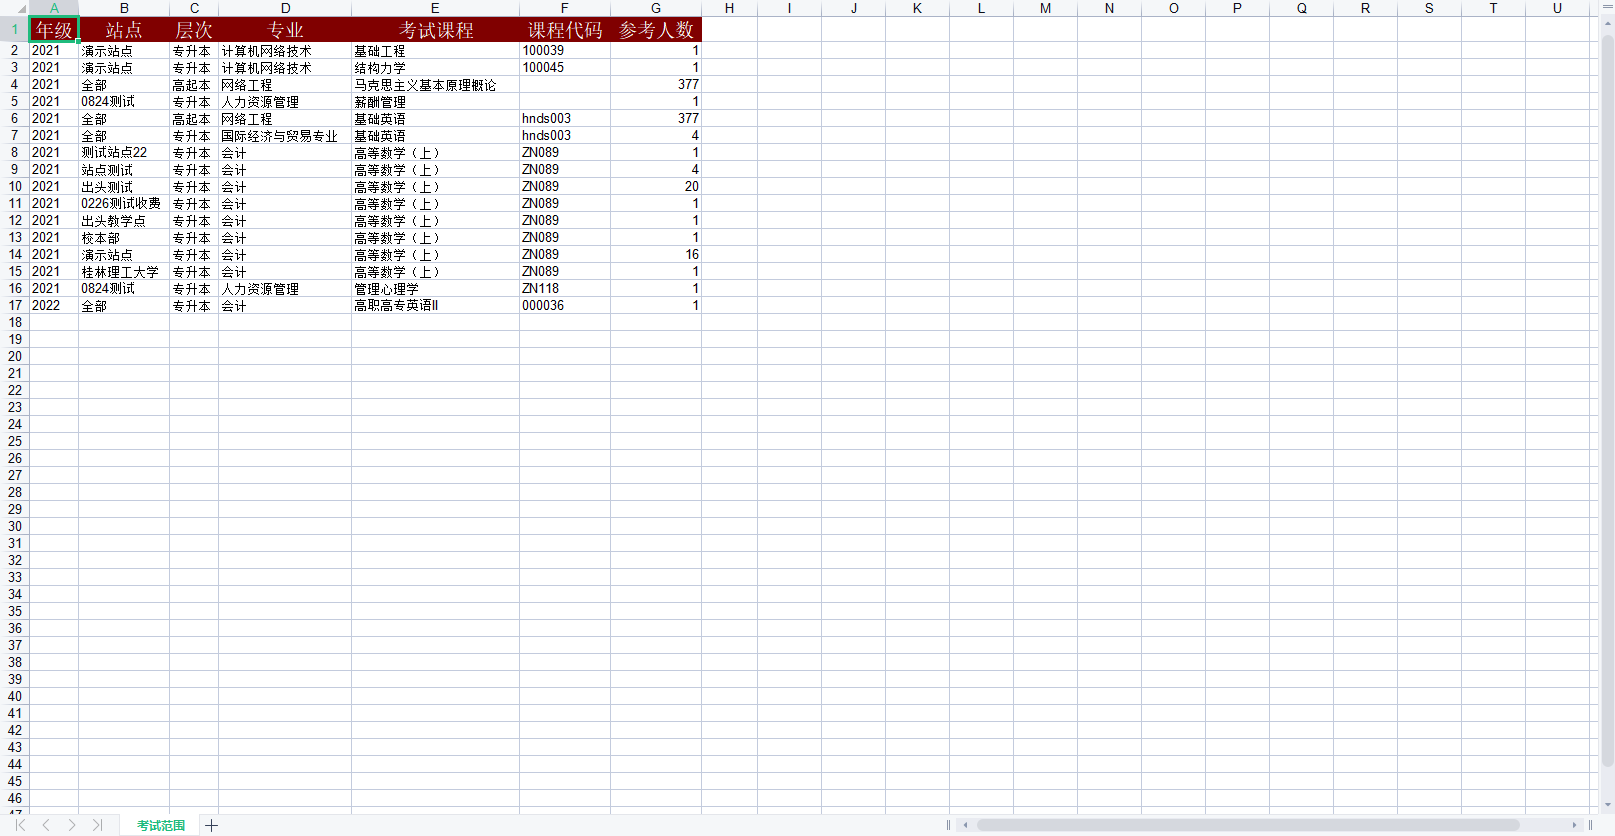 A B C D E F G H I J K L M N O P Q R S T U
1 年级 站点 层次 专业 考试课程 课程代码 参考人数
2 2021 演示站点 专升本 计算机网络技术 基础工程 100039 1
3 2021 演示站点 专升本 计算机网络技术 结构力学 100045 1
4 2021 全部 高起本 网络工程 马克思主义基本原理概论 377
5 2021 0824测试 专升本 人力资源管理 薪酬管理 1
6 2021 全部 高起本 网络工程 基础英语 hnds003 377
7 2021 全部 专升本 国际经济与贸易专业 基础英语 hnds003 4
8 2021 测试站点22 专升本 会计 高等数学（上） ZN089 1
9 2021 站点测试 专升本 会计 高等数学（上） ZN089 4
10 2021 出头测试 专升本 会计 高等数学（上） ZN089 20
11 2021 0226测试收费 专升本 会计 高等数学（上） ZN089 1
12 2021 出头教学点 专升本 会计 高等数学（上） ZN089 1
13 2021 校本部 专升本 会计 高等数学（上） ZN089 1
14 2021 演示站点 专升本 会计 高等数学（上） ZN089 16
15 2021 桂林理工大学 专升本 会计 高等数学（上） ZN089 1
16 2021 0824测试 专升本 人力资源管理 管理心理学 ZN118 1
17 2022 全部 专升本 会计 高职高专英语II 000036 1
18
19
20
21
22
23
24
25
26
27
28
29
30
31
32
33
34
35
36
37
38
39
40
41
42
43
44
45
46
47
考试范围